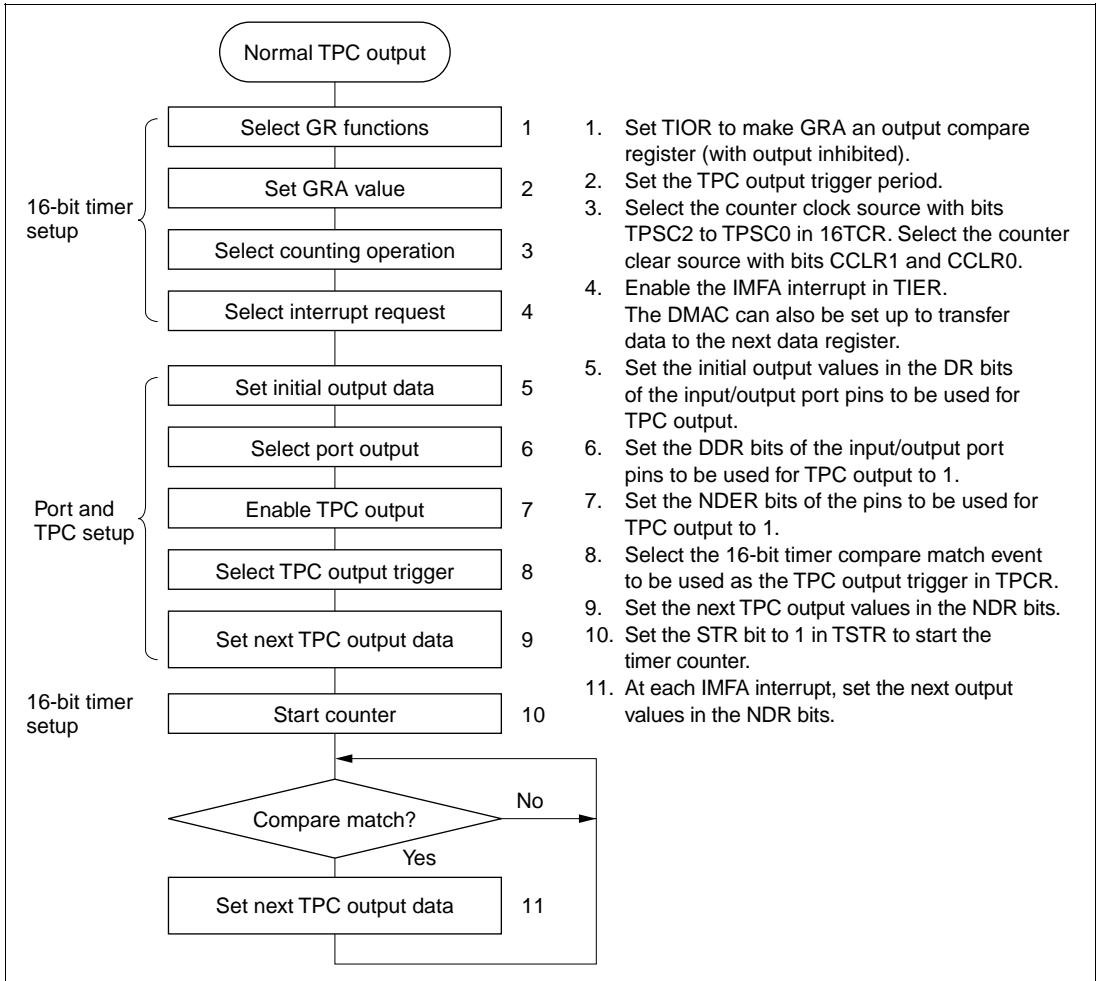 Normal TPC output
Select GR functions 1
Set GRA value 2
16-bit timer
setup
Select counting operation 3
Select interrupt request 4
Set initial output data 5
Select port output 6
Port and
TPC setup
Enable TPC output 7
Select TPC output trigger 8
Set next TPC output data 9
16-bit timer
setup
Start counter 10
Compare match?
No
Yes
Set next TPC output data 11
1. Set TIOR to make GRA an output compare
register (with output inhibited).
2. Set the TPC output trigger period.
3. Select the counter clock source with bits
TPSC2 to TPSC0 in 16TCR. Select the counter
clear source with bits CCLR1 and CCLR0.
4. Enable the IMFA interrupt in TIER.
The DMAC can also be set up to transfer
data to the next data register.
5. Set the initial output values in the DR bits
of the input/output port pins to be used for
TPC output.
6. Set the DDR bits of the input/output port
pins to be used for TPC output to 1.
7. Set the NDER bits of the pins to be used for
TPC output to 1.
8. Select the 16-bit timer compare match event
to be used as the TPC output trigger in TPCR.
9. Set the next TPC output values in the NDR bits.
10. Set the STR bit to 1 in TSTR to start the
timer counter.
11. At each IMFA interrupt, set the next output
values in the NDR bits.